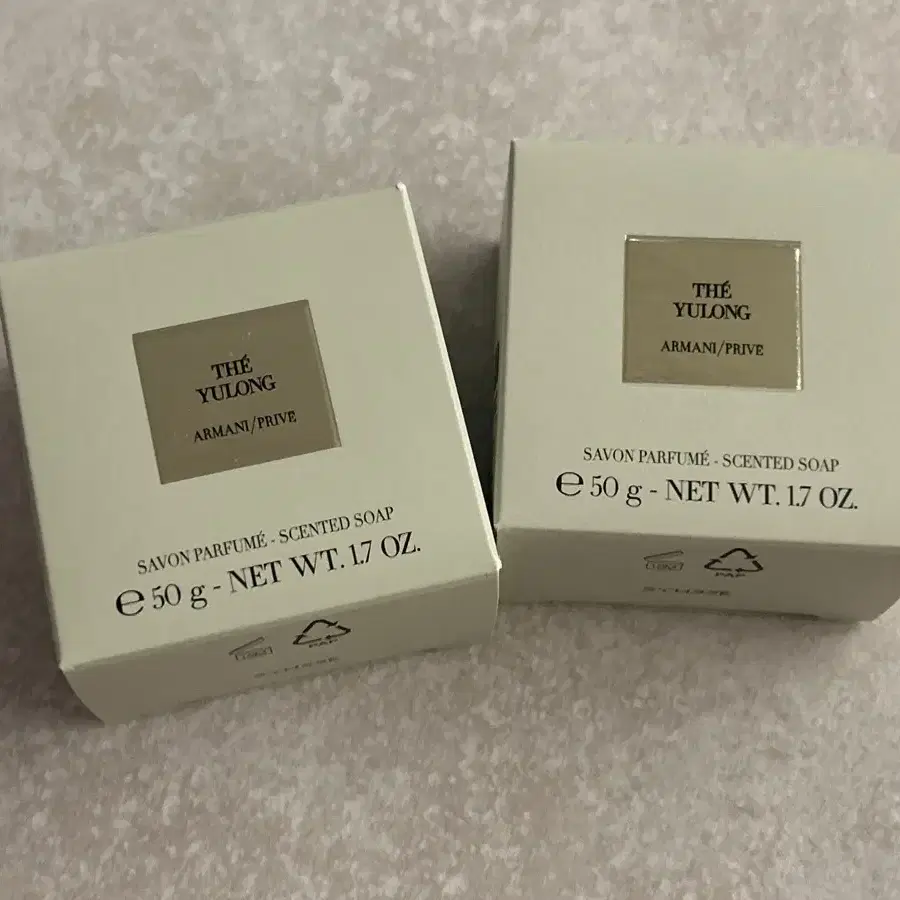 THÉ
YULONG
ARMANI/PRIVE
SAVON PARFUMÉ - SCENTED SOAP
℮ 50 g - NET WT. 1.7 OZ.
PAP
THÉ
YULONG
ARMANI/PRIVE
SAVON PARFUMÉ - SCENTED SOAP
℮ 50 g - NET WT. 1.7 OZ.
PAP